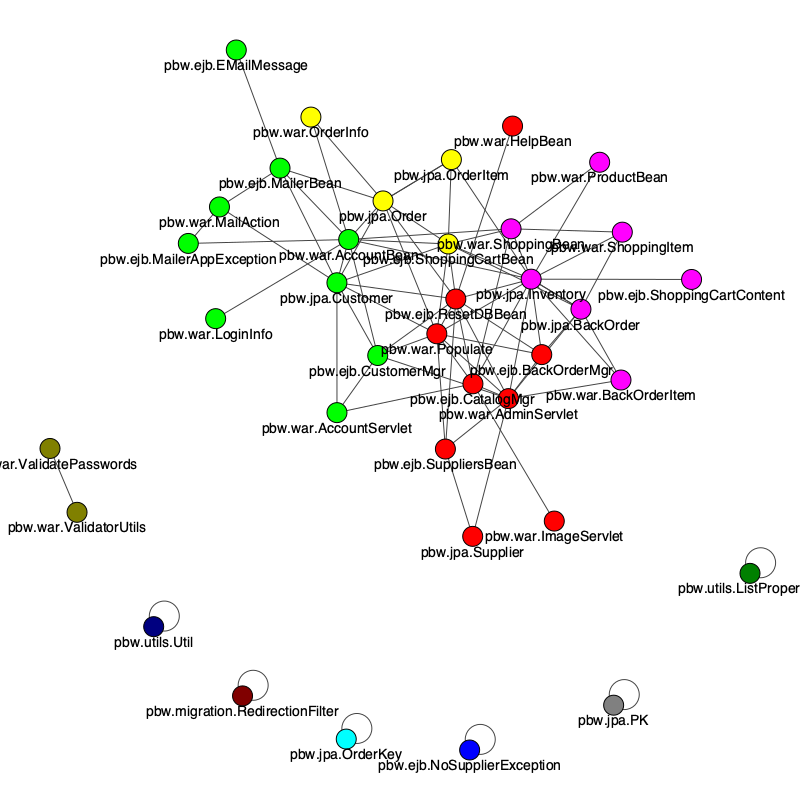 pbw.ejb.EMailMessage
pbw.war.OrderInfo
pbw.war.HelpBean
pbw.jpa.OrderItem
pbw.war.ProductBean
pbw.ejb.MailerBean
pbw.jpa.Order
pbw.war.MailAction
pbw.war.ShoppingBean
pbw.war.ShoppingItem
pbw.war.AccountBean
pbw.ejb.MailerAppException
pbw.ejb.ShoppingCartBean
pbw.jpa.Customer
pbw.jpa.Inventory
pbw.ejb.ShoppingCartContent
pbw.ejb.ResetDBBean
pbw.jpa.BackOrder
pbw.war.LoginInfo
pbw.war.Populate
pbw.ejb.CustomerMgr
pbw.ejb.BackOrderMgr
pbw.war.BackOrderItem
pbw.ejb.CatalogMgr
pbw.war.AdminServlet
pbw.war.AccountServlet
var.ValidatePasswords
pbw.ejb.SuppliersBean
pbw.war.ValidatorUtils
pbw.war.ImageServlet
pbw.jpa.Supplier
pbw.utils.ListProper
pbw.utils.Util
pbw.migration.RedirectionFilter
pbw.jpa.PK
pbw.jpa.OrderKey
pbw.ejb.NoSupplierException